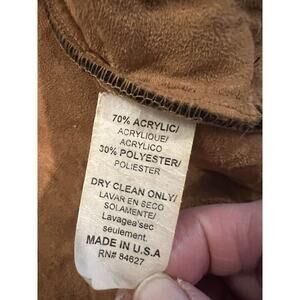 70% ACRYLIC/
ACRYLIQUE/
ACRYLICO
30% POLYESTER/
POLIESTER
DRY CLEAN ONLY/
LAVAR EN SECO
SOLAMENTE/
Lavagea'sec
seulement.
MADE IN U.S.A
RN# 84627